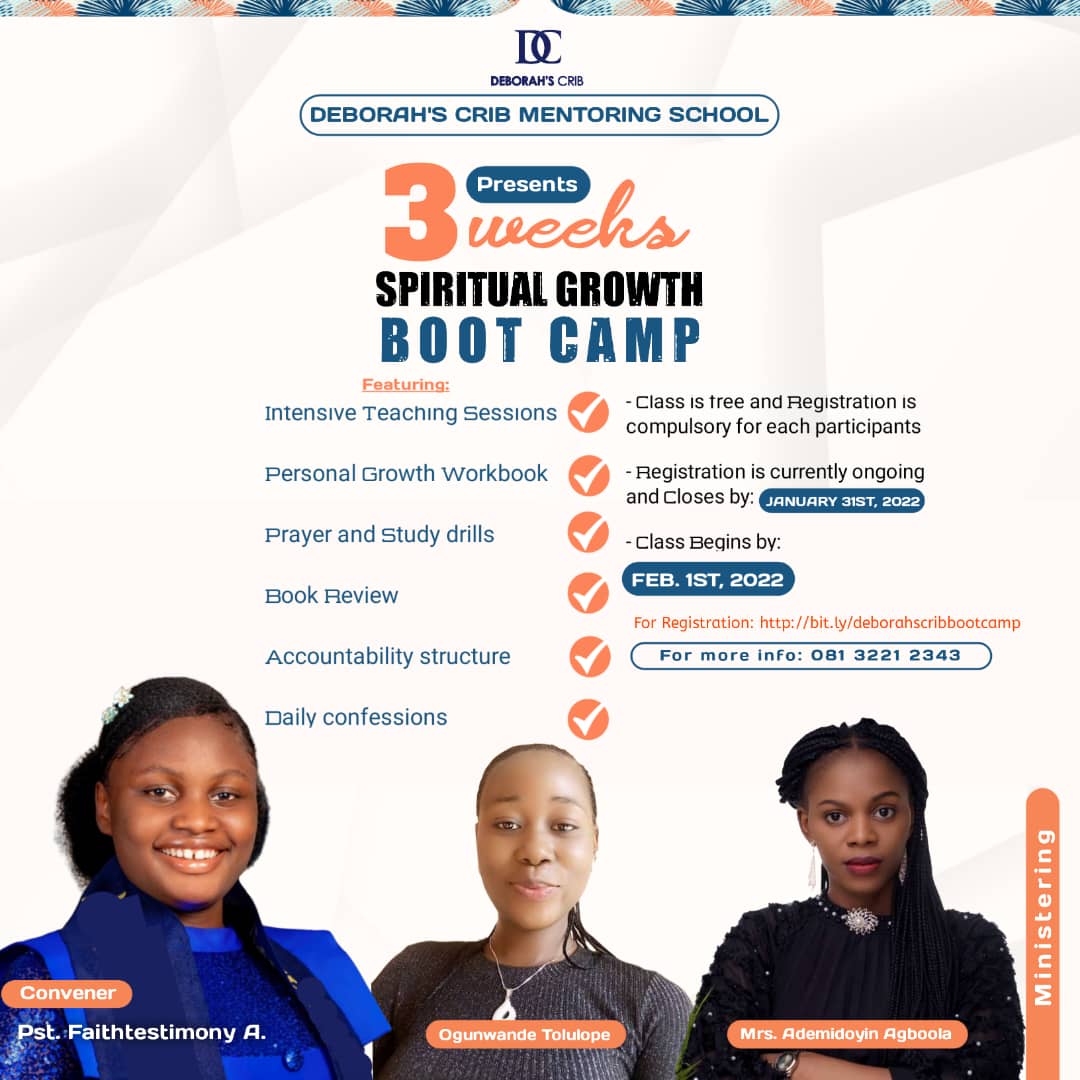 DC
DEBORAH'S CRIB
DEBORAH'S CRIB MENTORING SCHOOL
Presents
3 weeks
SPIRITUAL GROWTH
BOOT CAMP
Featuring:
Intensive Teaching Sessions
Personal Growth Workbook
Prayer and Study drills
Book Review
Accountability structure
Daily confessions
- Class is free and Registration is
compulsory for each participants
- Registration is currently ongoing
and Closes by: JANUARY 31ST, 2022
- Class Begins by:
FEB. 1ST, 2022
For Registration: http://bit.ly/deborahscribbootcamp
For more info: 081 3221 2343
Convener
Pst. Faithtestimony A.
Ogunwande Tolulope
Mrs. Ademidoyin Agboola
Ministering